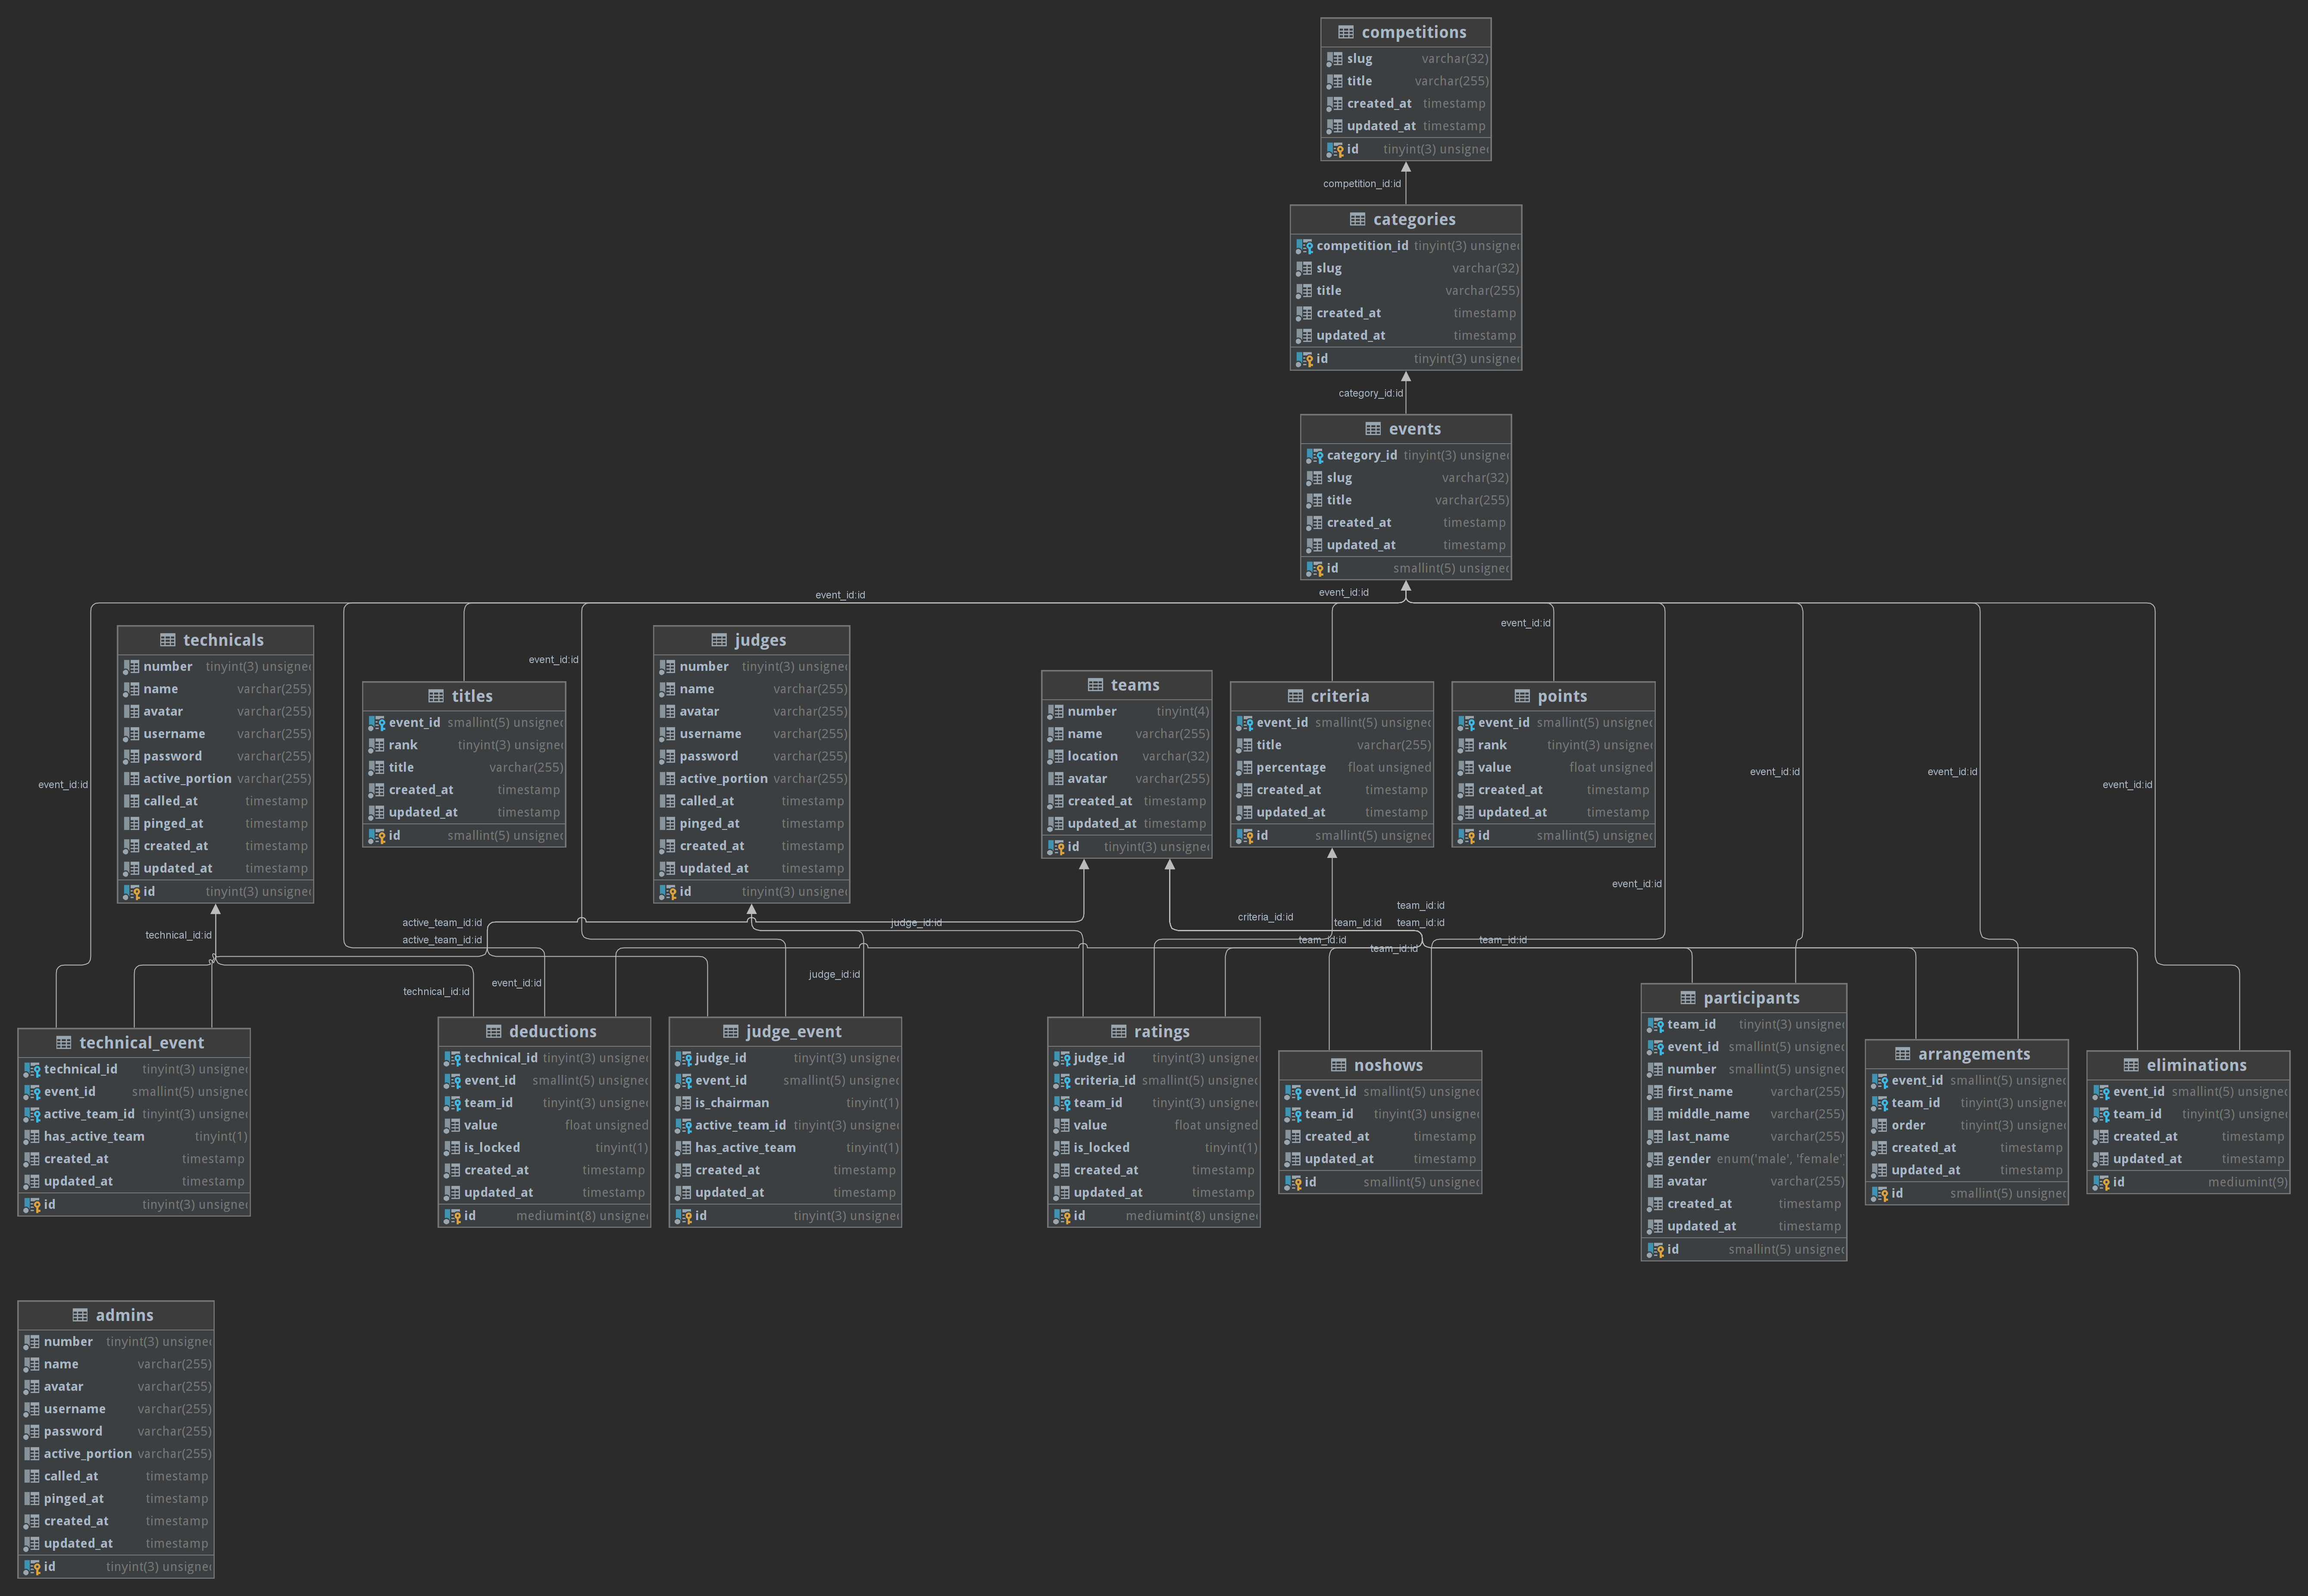 competitions
slug varchar(32)
title varchar(255)
created_at timestamp
updated_at timestamp
id tinyint(3) unsigned
competition_id:id
categories
competition_id tinyint(3) unsigned
slug varchar(32)
title varchar(255)
created_at timestamp
updated_at timestamp
id tinyint(3) unsigned
category_id:id
events
category_id tinyint(3) unsigned
slug varchar(32)
title varchar(255)
created_at timestamp
updated_at timestamp
id smallint(5) unsigned
event_id:id
event_id:id
event_id:id
event_id:id
event_id:id
event_id:id
event_id:id
event_id:id
event_id:id
technicals
number tinyint(3) unsigned
name varchar(255)
avatar varchar(255)
username varchar(255)
password varchar(255)
active_portion varchar(255)
called_at timestamp
pinged_at timestamp
created_at timestamp
updated_at timestamp
id tinyint(3) unsigned
titles
event_id smallint(5) unsigned
rank tinyint(3) unsigned
title varchar(255)
created_at timestamp
updated_at timestamp
id smallint(5) unsigned
judges
number tinyint(3) unsigned
name varchar(255)
avatar varchar(255)
username varchar(255)
password varchar(255)
active_portion varchar(255)
called_at timestamp
pinged_at timestamp
created_at timestamp
updated_at timestamp
id tinyint(3) unsigned
teams
number tinyint(4)
name varchar(255)
location varchar(32)
avatar varchar(255)
created_at timestamp
updated_at timestamp
id tinyint(3) unsigned
criteria
event_id smallint(5) unsigned
title varchar(255)
percentage float unsigned
created_at timestamp
updated_at timestamp
id smallint(5) unsigned
points
event_id smallint(5) unsigned
rank tinyint(3) unsigned
value float unsigned
created_at timestamp
updated_at timestamp
id smallint(5) unsigned
technical_id:id
active_team_id:id
active_team_id:id
judge_id:id
criteria_id:id
team_id:id
team_id:id
team_id:id
team_id:id
team_id:id
team_id:id
judge_id:id
event_id:id
technical_id:id
technical_event
technical_id tinyint(3) unsigned
event_id smallint(5) unsigned
active_team_id tinyint(3) unsigned
has_active_team tinyint(1)
created_at timestamp
updated_at timestamp
id tinyint(3) unsigned
deductions
technical_id tinyint(3) unsigned
event_id smallint(5) unsigned
team_id tinyint(3) unsigned
value float unsigned
is_locked tinyint(1)
created_at timestamp
updated_at timestamp
id mediumint(8) unsigned
judge_event
judge_id tinyint(3) unsigned
event_id smallint(5) unsigned
is_chairman tinyint(1)
active_team_id tinyint(3) unsigned
has_active_team tinyint(1)
created_at timestamp
updated_at timestamp
id tinyint(3) unsigned
ratings
judge_id tinyint(3) unsigned
criteria_id smallint(5) unsigned
team_id tinyint(3) unsigned
value float unsigned
is_locked tinyint(1)
created_at timestamp
updated_at timestamp
id mediumint(8) unsigned
noshows
event_id smallint(5) unsigned
team_id tinyint(3) unsigned
created_at timestamp
updated_at timestamp
id smallint(5) unsigned
participants
team_id tinyint(3) unsigned
event_id smallint(5) unsigned
number smallint(5) unsigned
first_name varchar(255)
middle_name varchar(255)
last_name varchar(255)
gender enum('male', 'female')
avatar varchar(255)
created_at timestamp
updated_at timestamp
id smallint(5) unsigned
arrangements
event_id smallint(5) unsigned
team_id tinyint(3) unsigned
order tinyint(3) unsigned
created_at timestamp
updated_at timestamp
id smallint(5) unsigned
eliminations
event_id smallint(5) unsigned
team_id tinyint(3) unsigned
created_at timestamp
updated_at timestamp
id mediumint(9)
admins
number tinyint(3) unsigned
name varchar(255)
avatar varchar(255)
username varchar(255)
password varchar(255)
active_portion varchar(255)
called_at timestamp
pinged_at timestamp
created_at timestamp
updated_at timestamp
id tinyint(3) unsigned